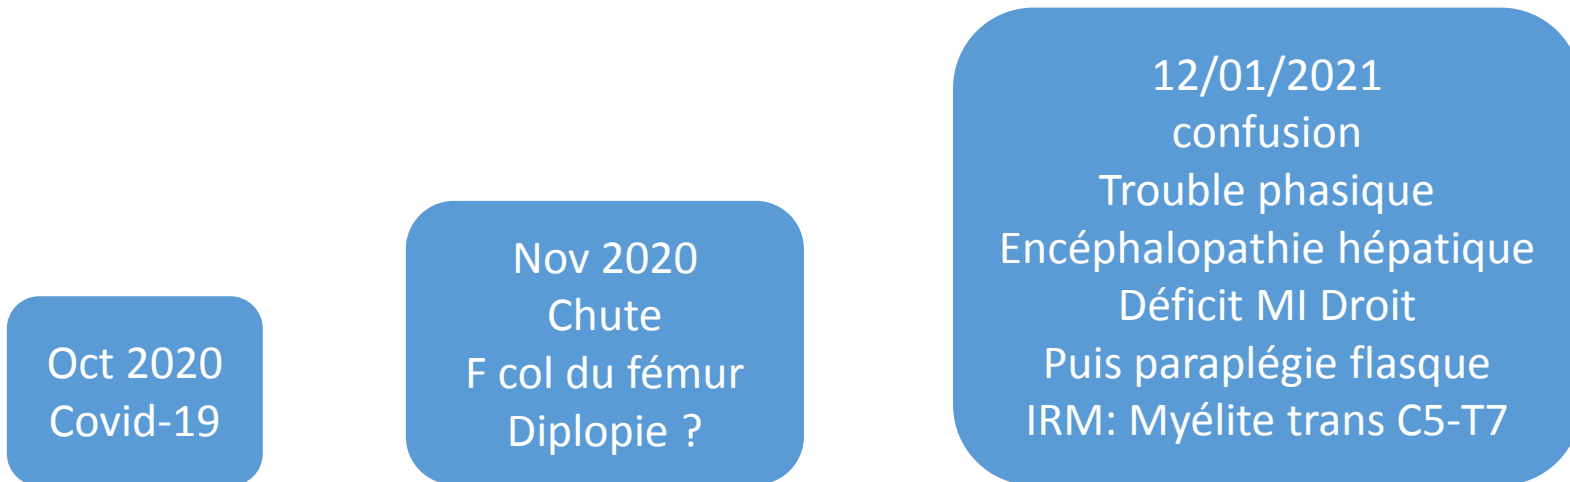 Oct 2020
Covid-19
Nov 2020
Chute
F col du fémur
Diplopie ?
12/01/2021
confusion
Trouble phasique
Encéphalopathie hépatique
Déficit MI Droit
Puis paraplégie flasque
IRM: Myélite trans C5-T7